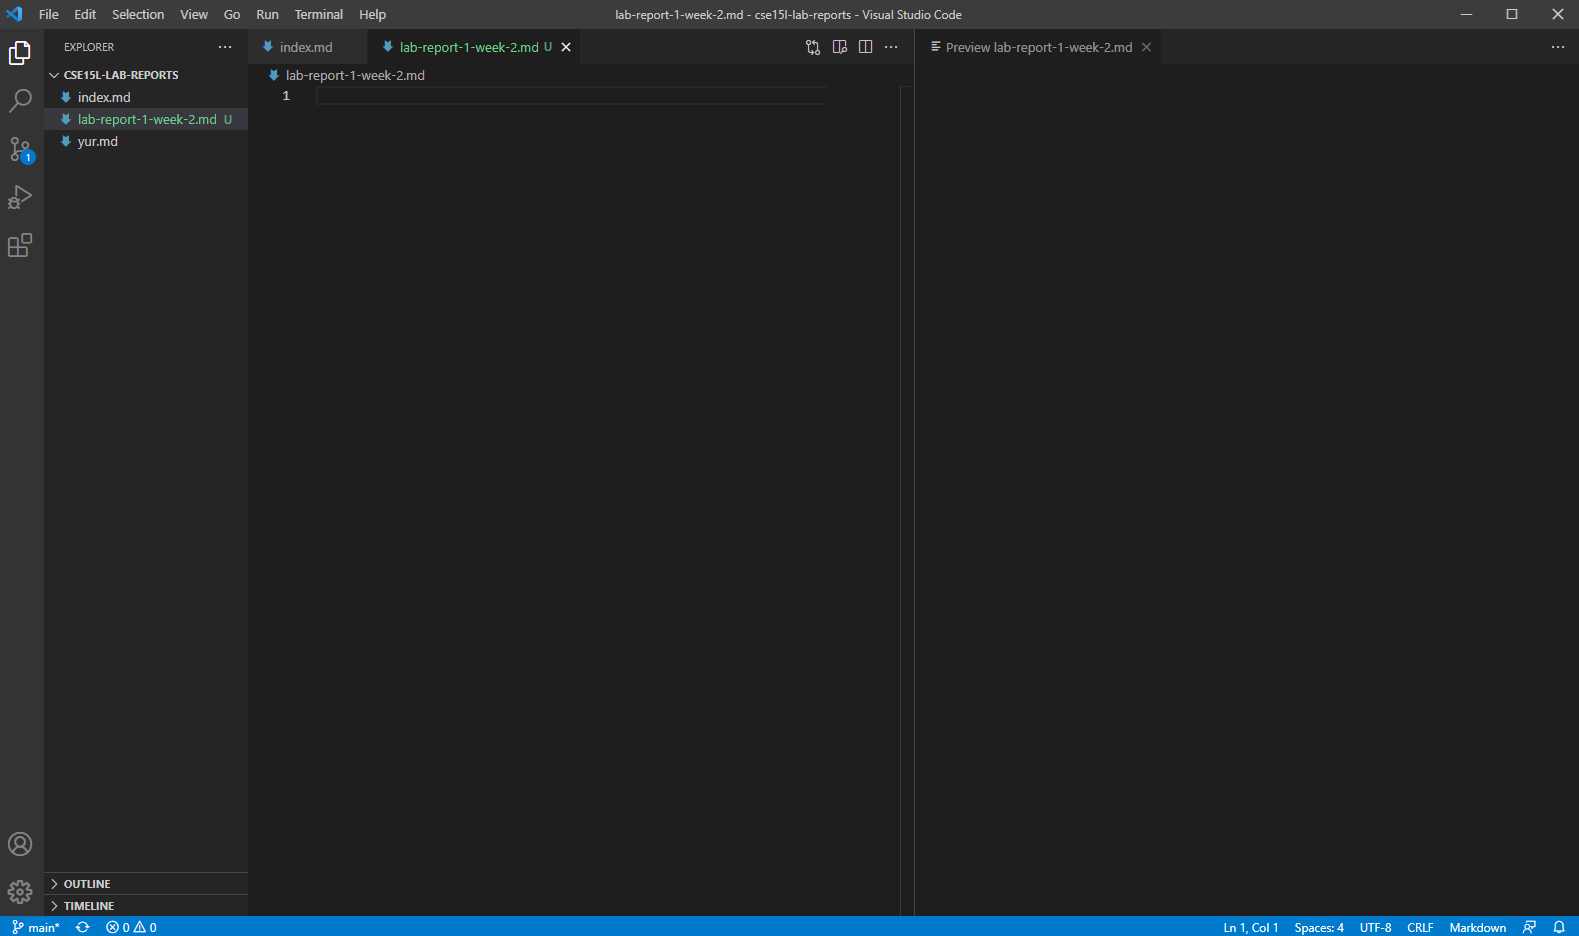 File Edit Selection View Go Run Terminal Help
lab-report-1-week-2.md - cse15l-lab-reports - Visual Studio Code
EXPLORER
CSE15L-LAB-REPORTS
index.md
lab-report-1-week-2.md U
yur.md
OUTLINE
TIMELINE
1
index.md
lab-report-1-week-2.md U
lab-report-1-week-2.md
1
Preview lab-report-1-week-2.md
main* 0 0
Ln 1, Col 1 Spaces: 4 UTF-8 CRLF Markdown